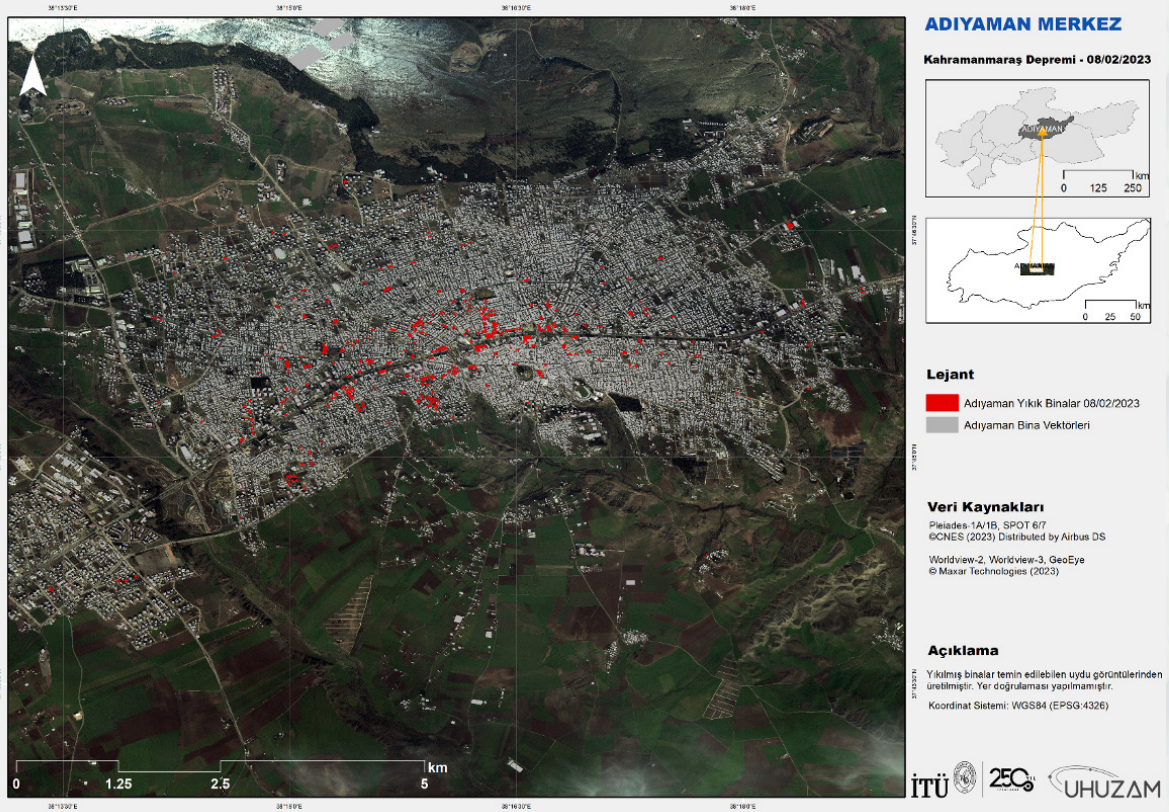 ADIYAMAN MERKEZ
Kahramanmaraş Depremi - 08/02/2023
ADIYAMAN
km
0 125 250
0 25 50
km
Lejant
Adıyaman Yıkık Binalar 08/02/2023
Adıyaman Bina Vektörleri
Veri Kaynakları
Pleiades-1A/1B, SPOT 6/7
©CNES (2023) Distributed by Airbus DS
Worldview-2, Worldview-3, GeoEye
© Maxar Technologies (2023)
Açıklama
Yıkılmış binalar temin edilebilen uydu görüntülerinden
üretilmiştir. Yer doğrulaması yapılmamıştır.
Koordinat Sistemi: WGS84 (EPSG:4326)
km
0 1.25 2.5 5
İTÜ
250
UHUZAM